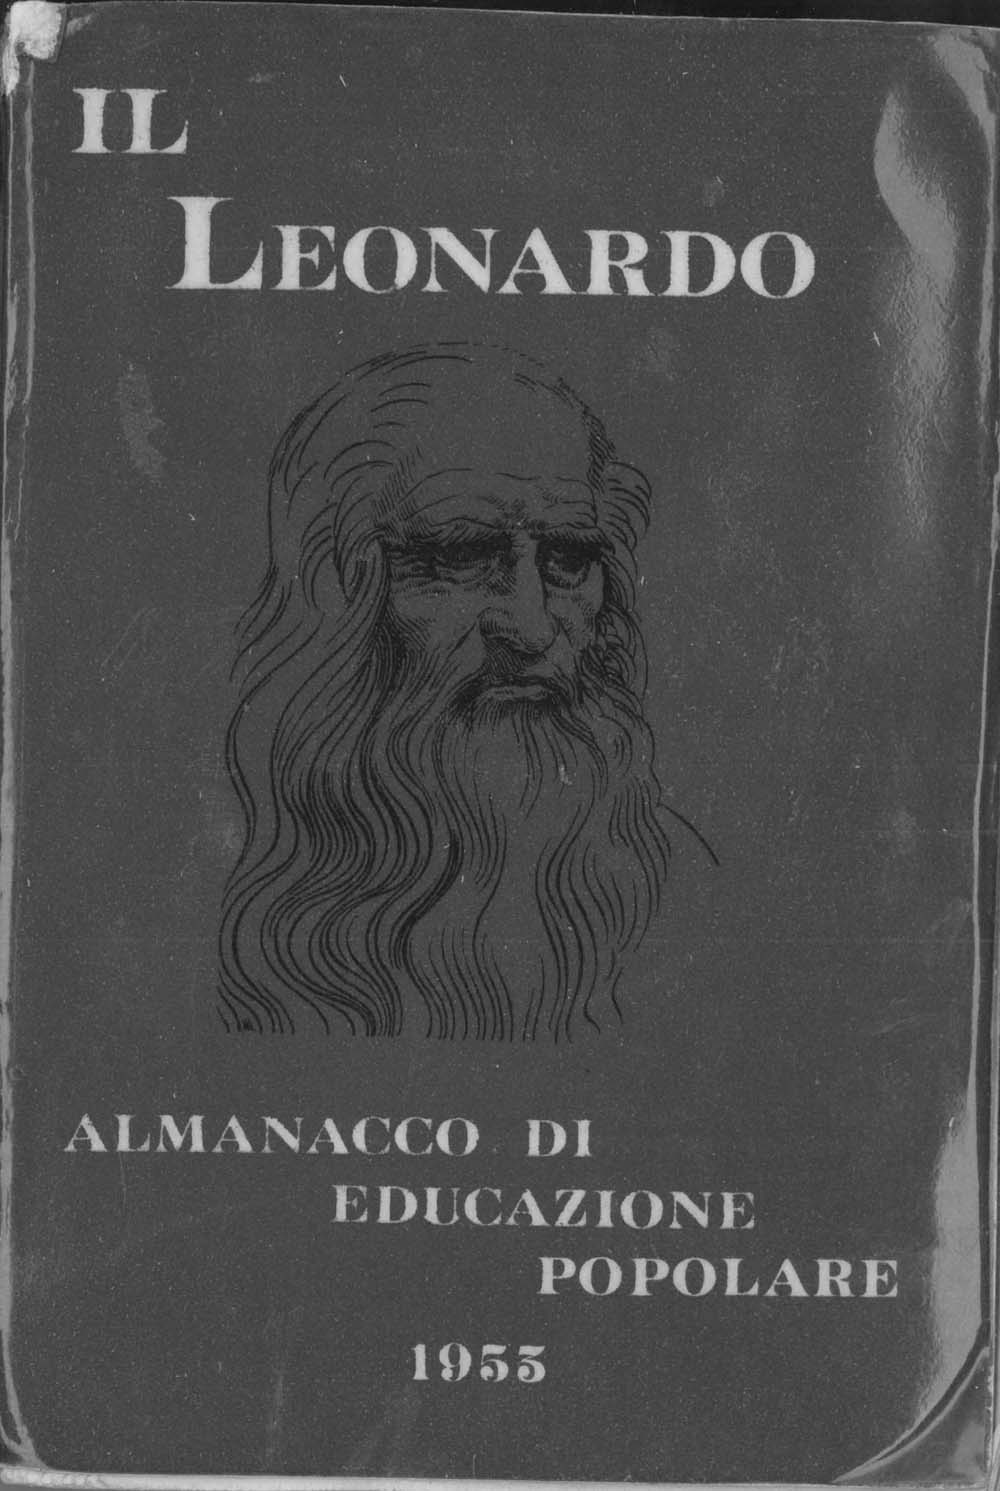 IL
LEONARDO
ALMANACCO DI
EDUCAZIONE
POPOLARE
1953